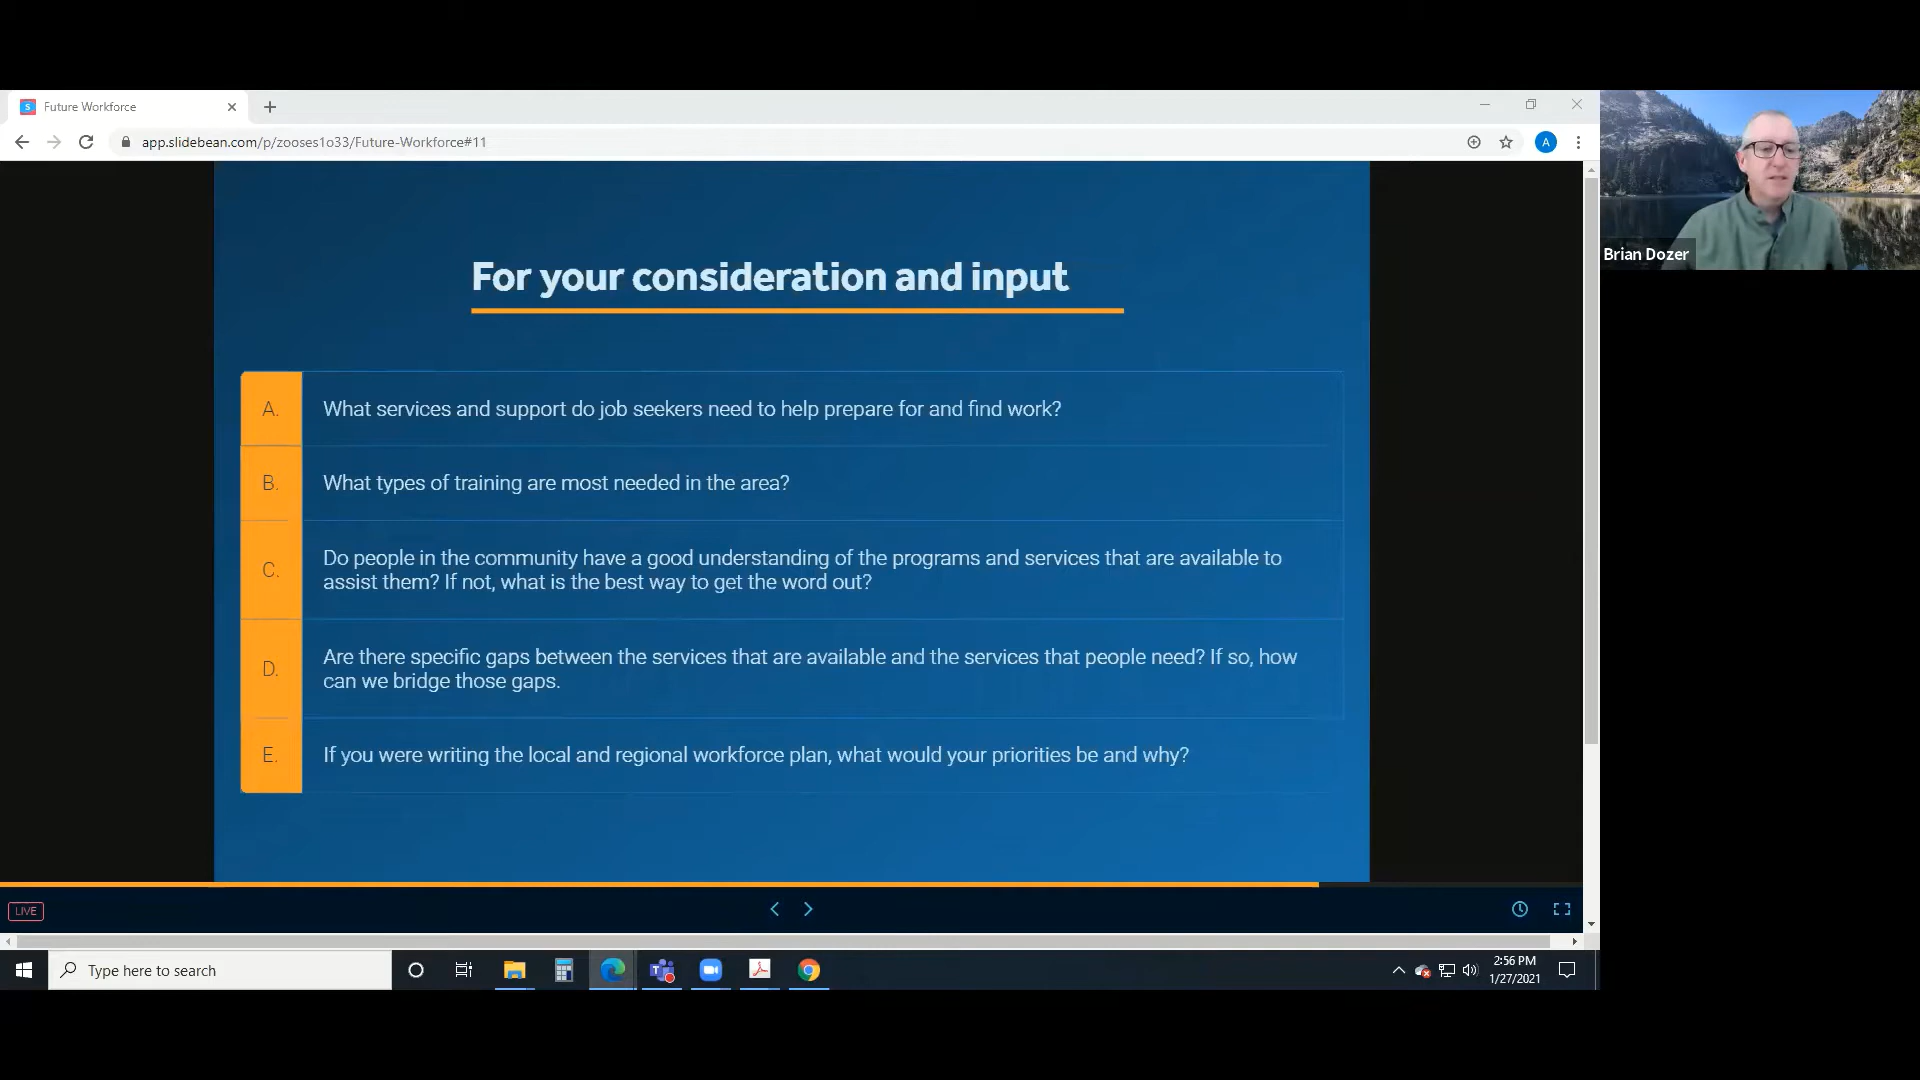 Future Workforce
app.slidebean.com/p/zooses1o33/Future-Workforce#11
A
Brian Dozer
For your consideration and input
A. What services and support do job seekers need to help prepare for and find work?
B. What types of training are most needed in the area?
C. Do people in the community have a good understanding of the programs and services that are available to
assist them? If not, what is the best way to get the word out?
D. Are there specific gaps between the services that are available and the services that people need? If so, how
can we bridge those gaps.
E. If you were writing the local and regional workforce plan, what would your priorities be and why?
LIVE
Type here to search
2:56 PM
1/27/2021